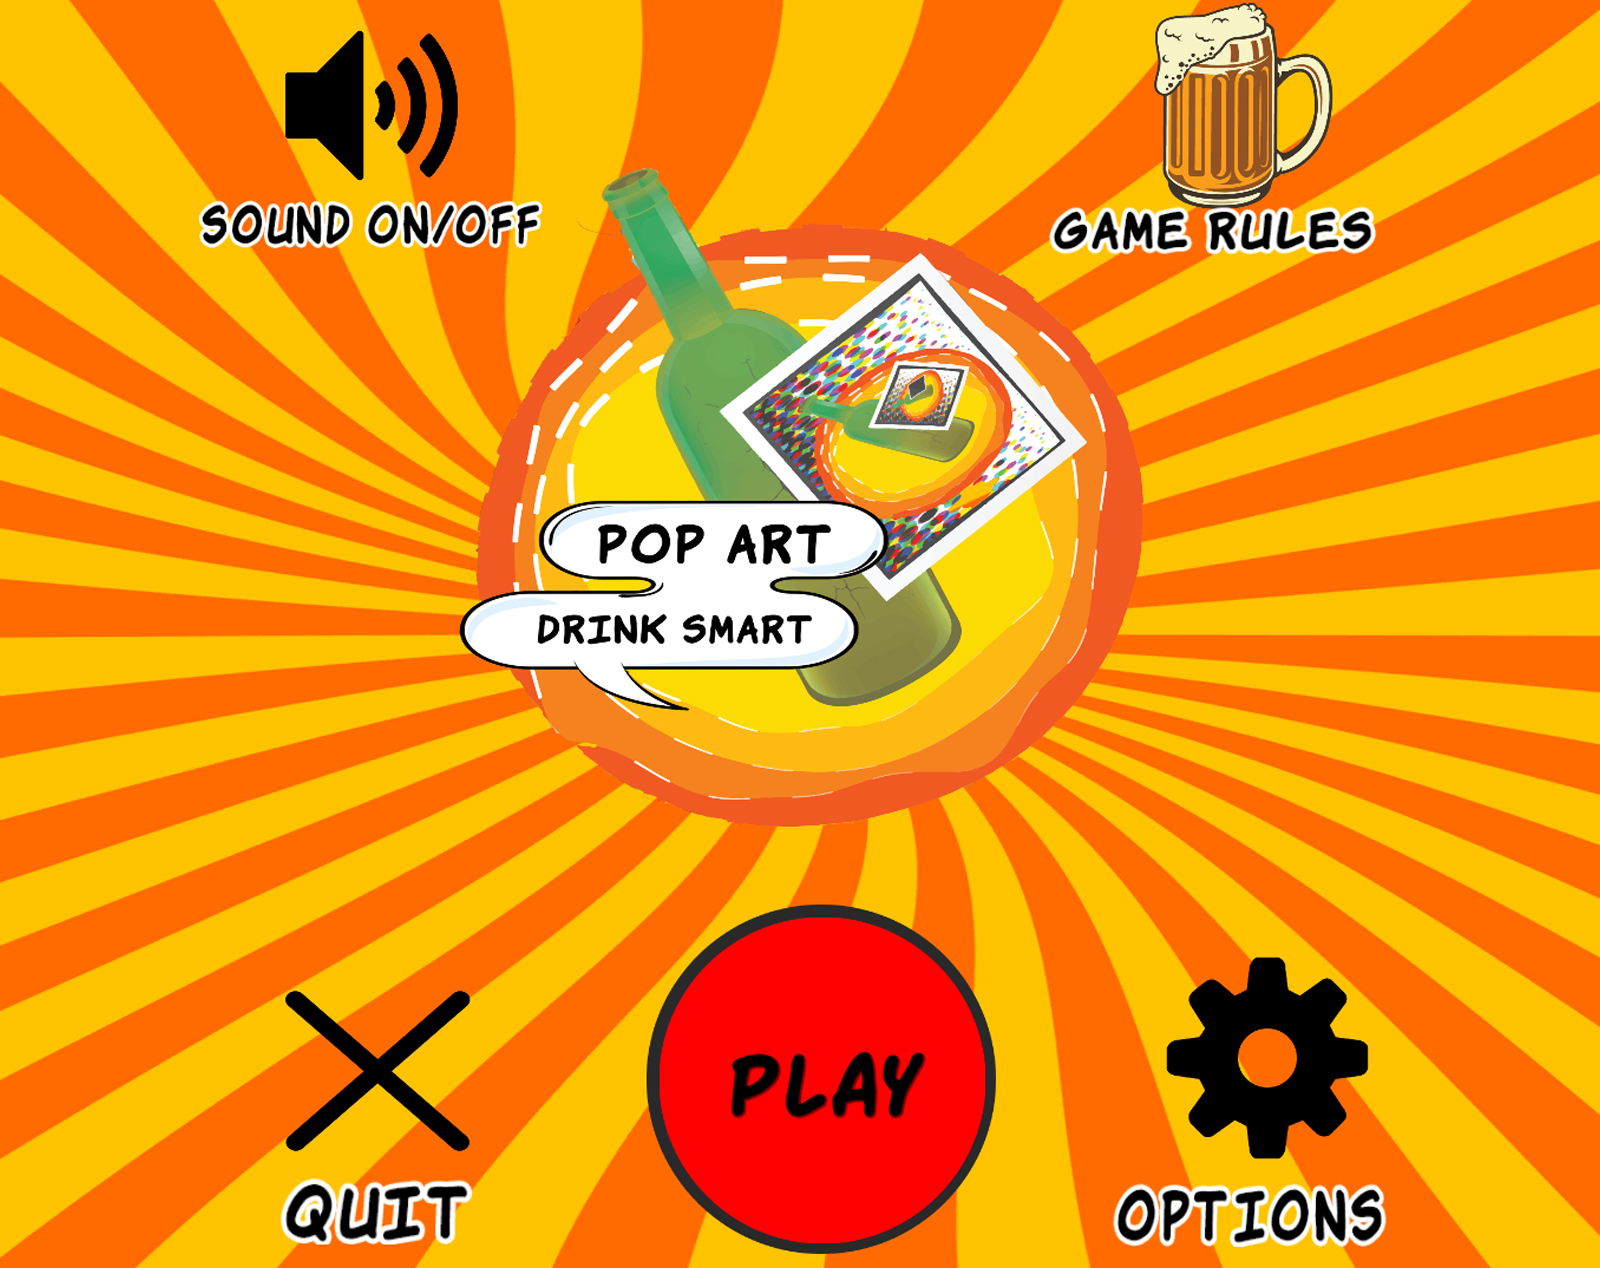 SOUND ON/OFF
GAME RULES
POP ART
DRINK SMART
PLAY
QUIT
OPTIONS